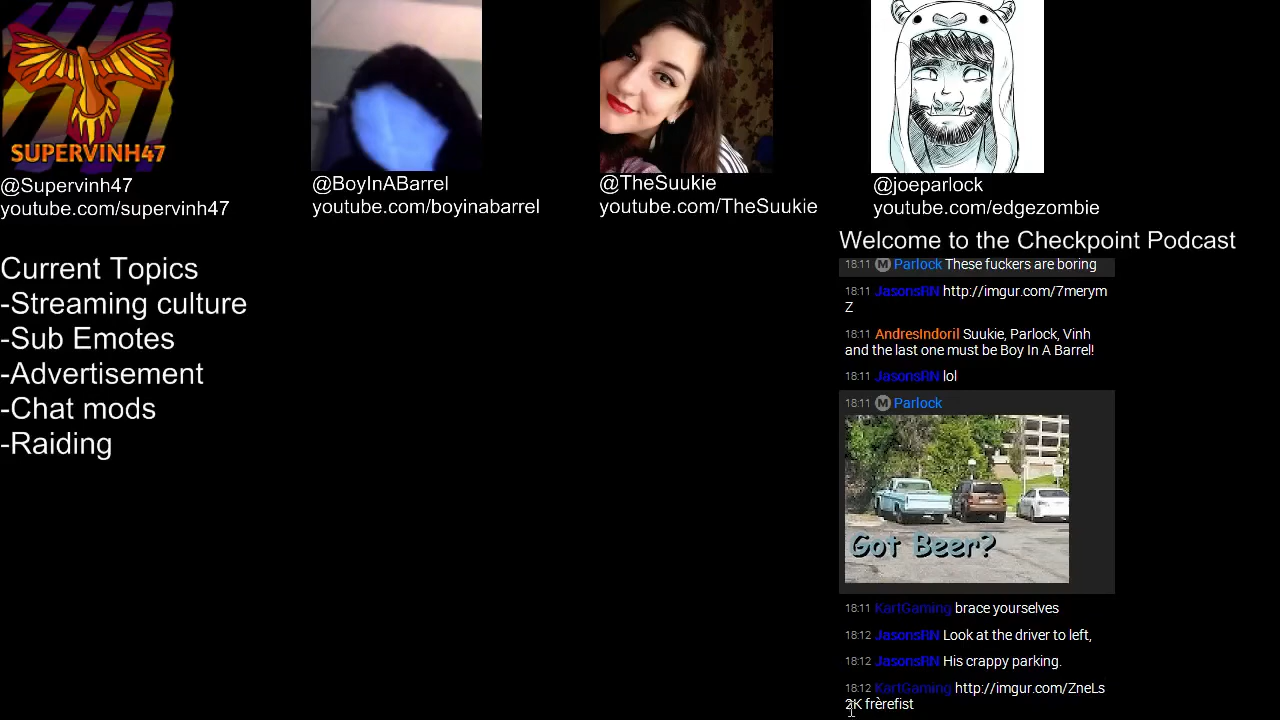 SUPERVINH47
@Supervinh47
youtube.com/supervinh47
@BoyInABarrel
youtube.com/boyinabarrel
@TheSuukie
youtube.com/TheSuukie
@joeparlock
youtube.com/edgezombie
Current Topics
-Streaming culture
-Sub Emotes
-Advertisement
-Chat mods
-Raiding
Welcome to the Checkpoint Podcast
18:11 M Parlock These fuckers are boring
18:11 JasonsRN http://imgur.com/7merym
Z
18:11 AndresIndoril Suukie, Parlock, Vinh
and the last one must be Boy In A Barrel!
18:11 JasonsRN lol
18:11 M Parlock
Got Beer?
18:11 KartGaming brace yourselves
18:12 JasonsRN Look at the driver to left,
18:12 JasonsRN His crappy parking.
18:12 KartGaming http://imgur.com/ZneLs
2K frèrefist